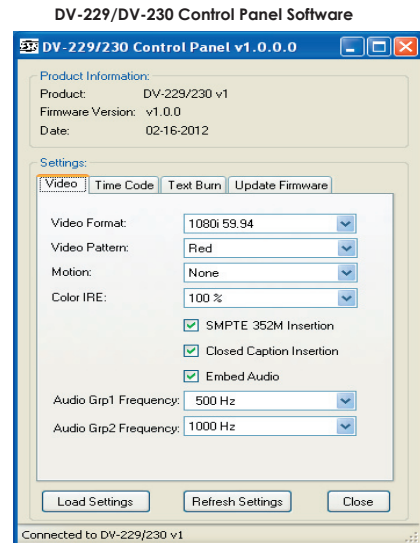 DV-229/DV-230 Control Panel Software
DV-229/230 Control Panel v1.0.0.0
Product Information:
Product: DV-229/230 v1
Firmware Version: v1.0.0
Date: 02-16-2012
Settings:
Video Time Code Text Burn Update Firmware
Video Format: 1080i 59.94
Video Pattern: Red
Motion: None
Color IRE: 100 %
SMPTE 352M Insertion
Closed Caption Insertion
Embed Audio
Audio Grp1 Frequency: 500 Hz
Audio Grp2 Frequency: 1000 Hz
Load Settings Refresh Settings Close
Connected to DV-229/230 v1